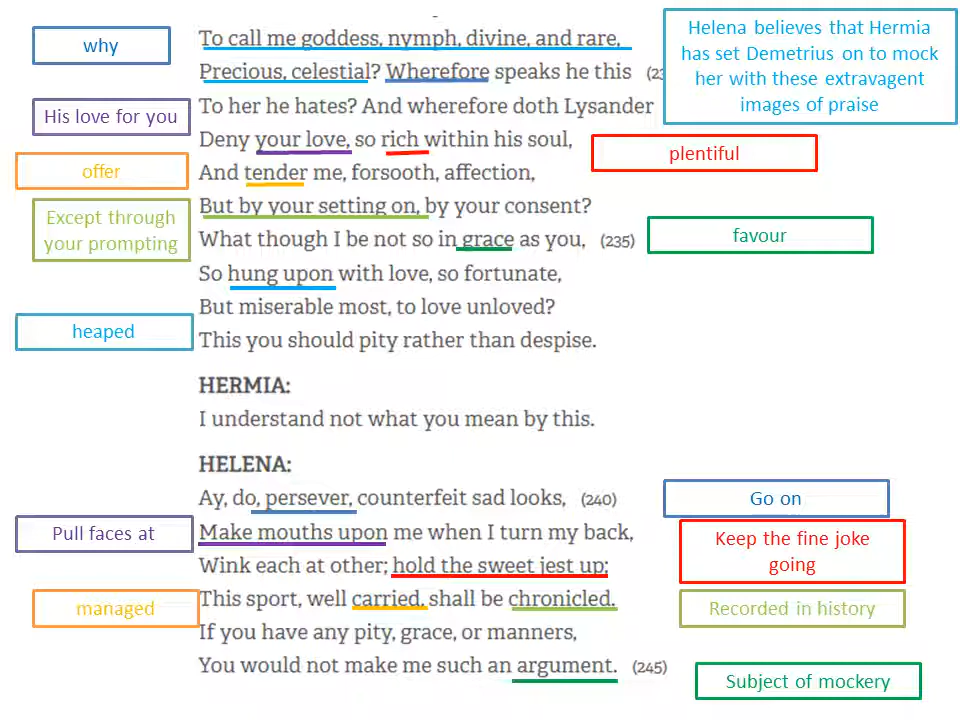 why
To call me goddess, nymph, divine, and rare,
Helena believes that Hermia
has set Demetrius on to mock
her with these extravagent
images of praise
Precious, celestial? Wherefore speaks he this
His love for you
To her he hates? And wherefore doth Lysander
Deny your love, so rich within his soul,
plentiful
offer
And tender me, forsooth, affection,
Except through
your prompting
But by your setting on, by your consent?
What though I be not so in grace as you, (235)
favour
So hung upon with love, so fortunate,
But miserable most, to love unloved?
heaped
This you should pity rather than despise.
HERMIA:
I understand not what you mean by this.
HELENA:
Ay, do, persever, counterfeit sad looks, (240)
Go on
Pull faces at
Make mouths upon me when I turn my back,
Keep the fine joke
going
Wink each at other; hold the sweet jest up;
managed
This sport, well carried, shall be chronicled.
Recorded in history
If you have any pity, grace, or manners,
You would not make me such an argument. (245)
Subject of mockery